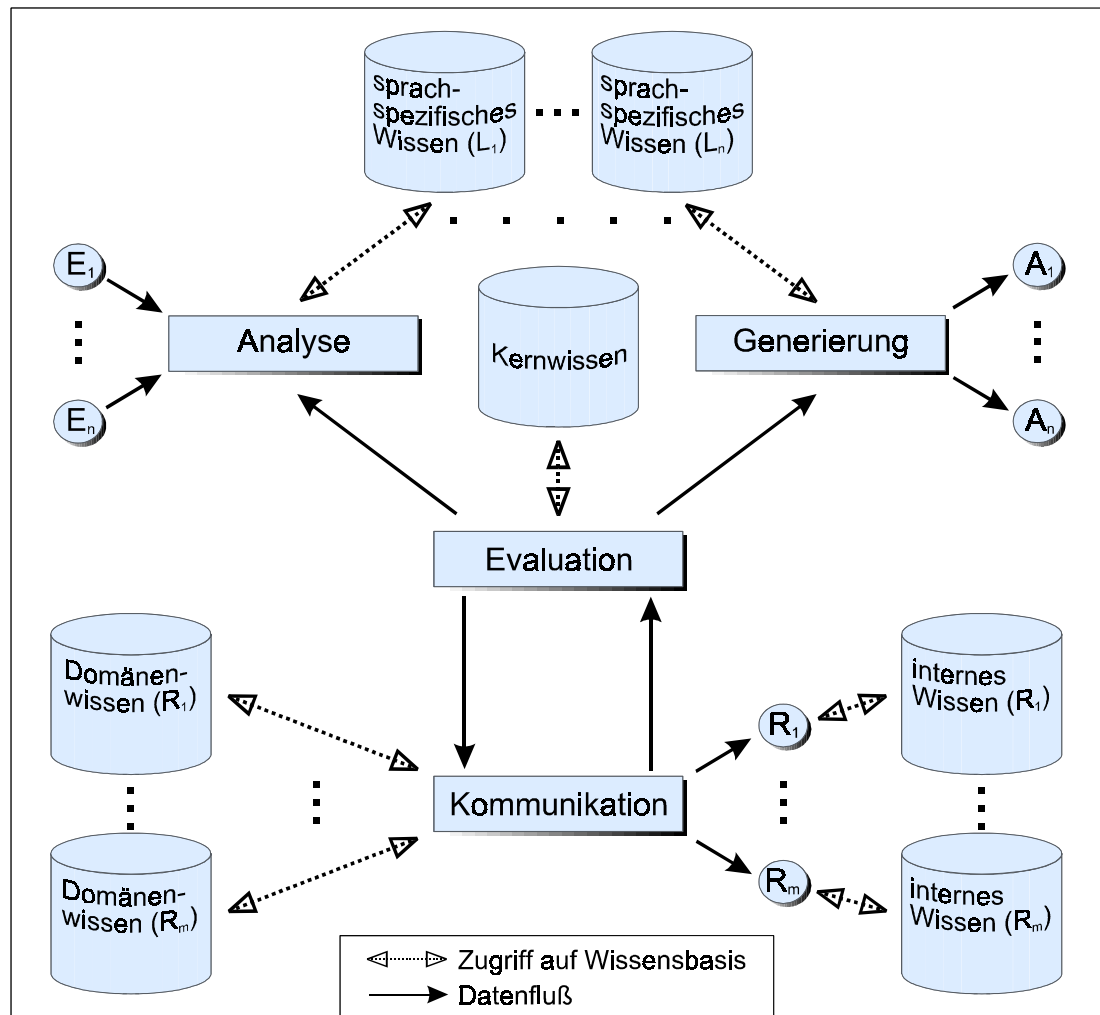 sprach-
spezifisches
Wissen (L1)
sprach-
spezifisches
Wissen (Ln)
E1
En
Analyse
Kernwissen
Generierung
A1
An
Evaluation
Domänen-
wissen (R1)
Domänen-
wissen (Rm)
Kommunikation
R1
Rm
internes
Wissen (R1)
internes
Wissen (Rm)
Zugriff auf Wissensbasis
Datenfluß